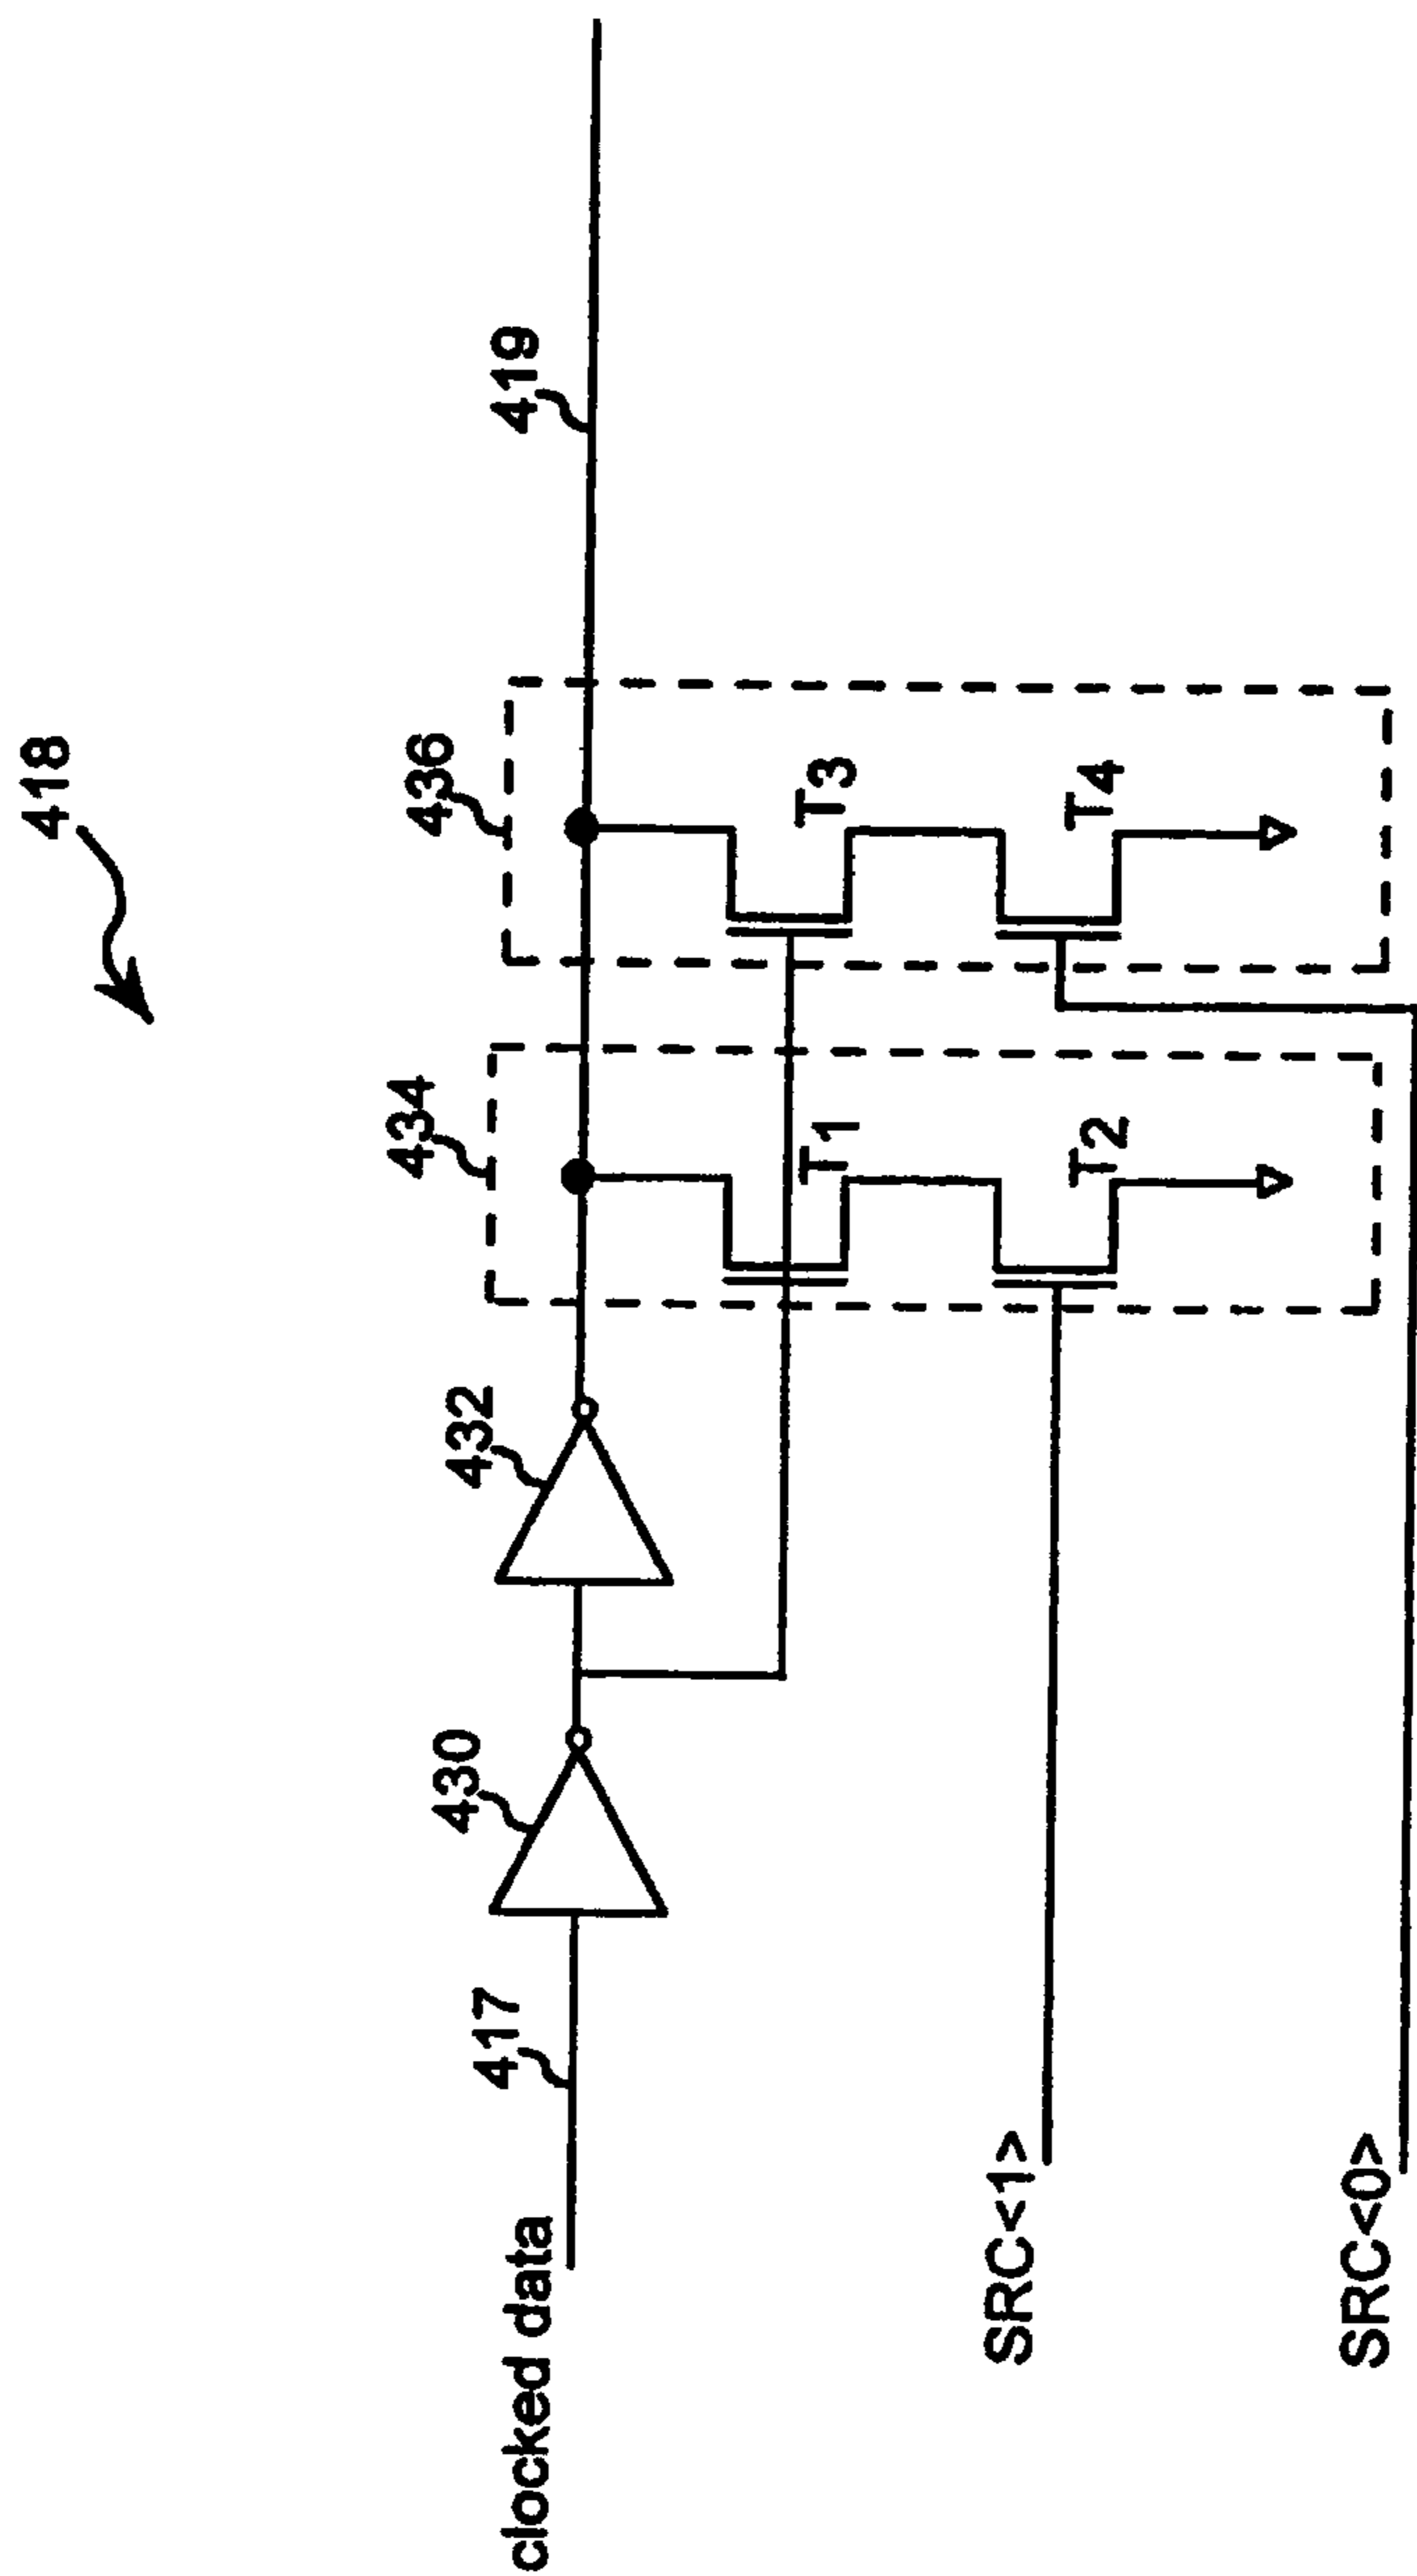 418
419
436
434
432
430
417
clocked data
T3
T4
T1
T2
SRC<1>
SRC<0>